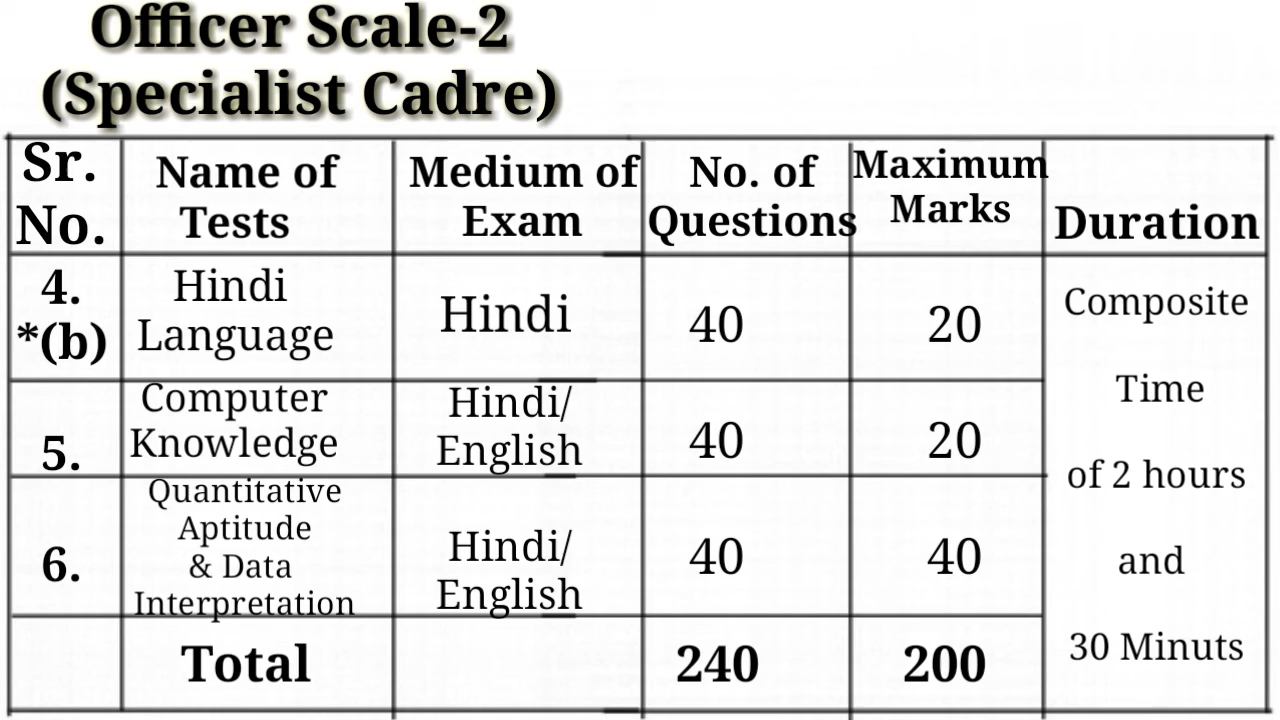 Officer Scale-2
(Specialist Cadre)
Sr. No. Name of Tests Medium of Exam No. of Questions Maximum Marks Duration
4. *(b) Hindi Language Hindi 40 20 Composite Time of 2 hours and 30 Minuts
5. Computer Knowledge Hindi/ English 40 20
6. Quantitative Aptitude & Data Interpretation Hindi/ English 40 40
Total 240 200